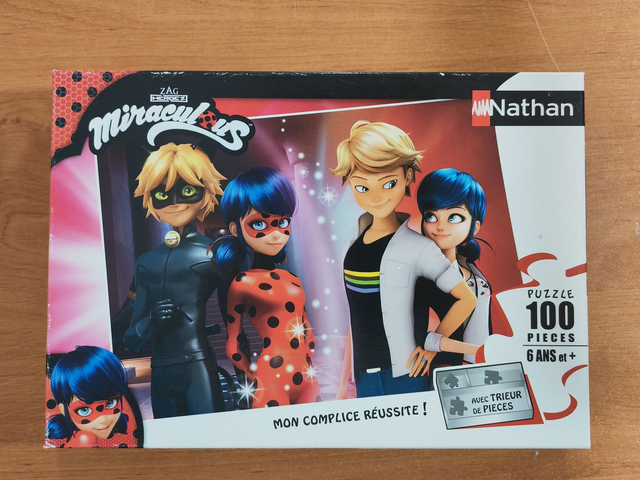 ZAG
HEROEZ
Miraculous
Nathan
PUZZLE
100
PIECES
6 ANS et +
AVEC TRIEUR
DE PIECES
MON COMPLICE RÉUSSITE !